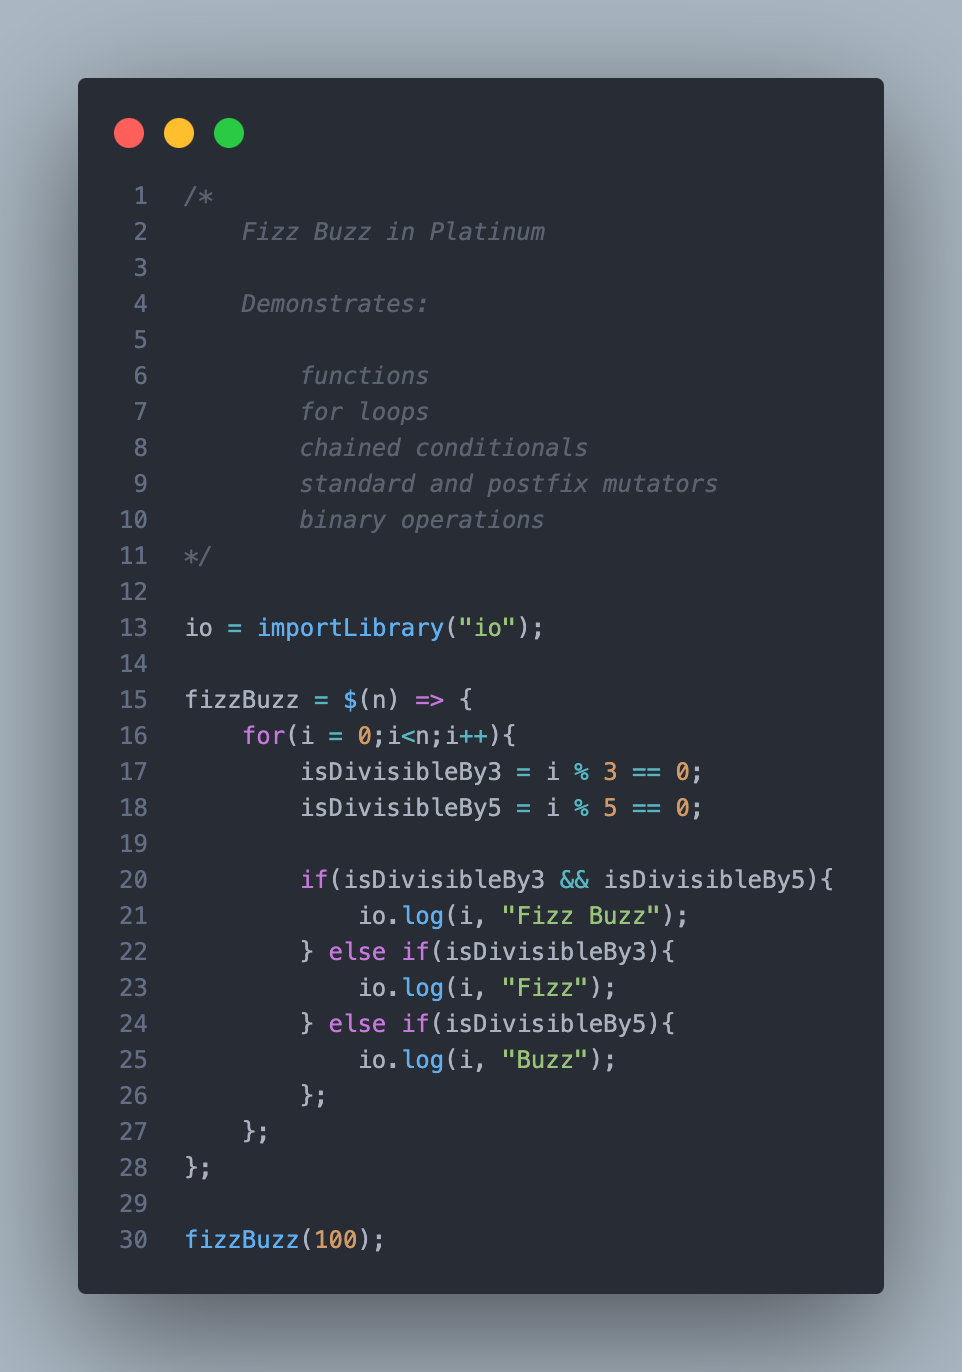 1 /*
2 Fizz Buzz in Platinum
3
4 Demonstrates:
5
6 functions
7 for loops
8 chained conditionals
9 standard and postfix mutators
10 binary operations
11 */
12
13 io = importLibrary("io");
14
15 fizzBuzz = $(n) => {
16 for(i = 0;i<n;i++){
17 isDivisibleBy3 = i % 3 == 0;
18 isDivisibleBy5 = i % 5 == 0;
19
20 if(isDivisibleBy3 && isDivisibleBy5){
21 io.log(i, "Fizz Buzz");
22 } else if(isDivisibleBy3){
23 io.log(i, "Fizz");
24 } else if(isDivisibleBy5){
25 io.log(i, "Buzz");
26 };
27 };
28 };
29
30 fizzBuzz(100);